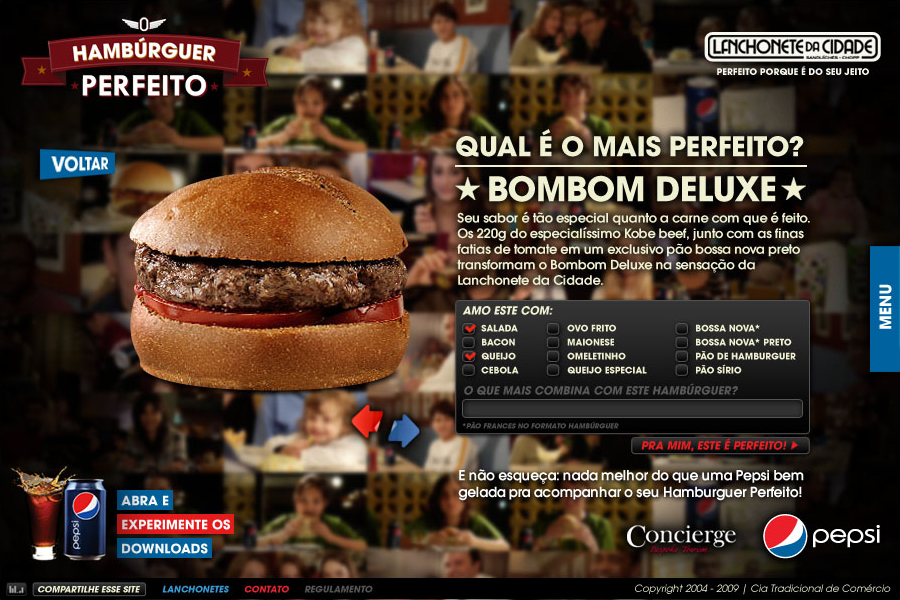 O
HAMBÚRGUER
PERFEITO
LANCHONETE DA CIDADE
SANDUÍCHES - CHOPP
PERFEITO PORQUE É DO SEU JEITO
VOLTAR
QUAL É O MAIS PERFEITO?
BOMBOM DELUXE
Seu sabor é tão especial quanto a carne com que é feito.
Os 220g do especialíssimo Kobe beef, junto com as finas
fatias de tomate em um exclusivo pão bossa nova preto
transformam o Bombom Deluxe na sensação da
Lanchonete da Cidade.
MENU
AMO ESTE COM:
SALADA OVO FRITO BOSSA NOVA*
BACON MAIONESE BOSSA NOVA* PRETO
QUEIJO OMELETINHO PÃO DE HAMBURGUER
CEBOLA QUEIJO ESPECIAL PÃO SÍRIO
O QUE MAIS COMBINA COM ESTE HAMBÚRGUER?
*PÃO FRANCES NO FORMATO HAMBÚRGUER
PRA MIM, ESTE É PERFEITO!
E não esqueça: nada melhor do que uma Pepsi bem
gelada pra acompanhar o seu Hamburguer Perfeito!
pepsi
ABRA E
EXPERIMENTE OS
DOWNLOADS
Concierge
pepsi
COMPARTILHE ESSE SITE
LANCHONETES
CONTATO
REGULAMENTO
Copyright 2004 - 2009 | Cia Tradicional de Comércio